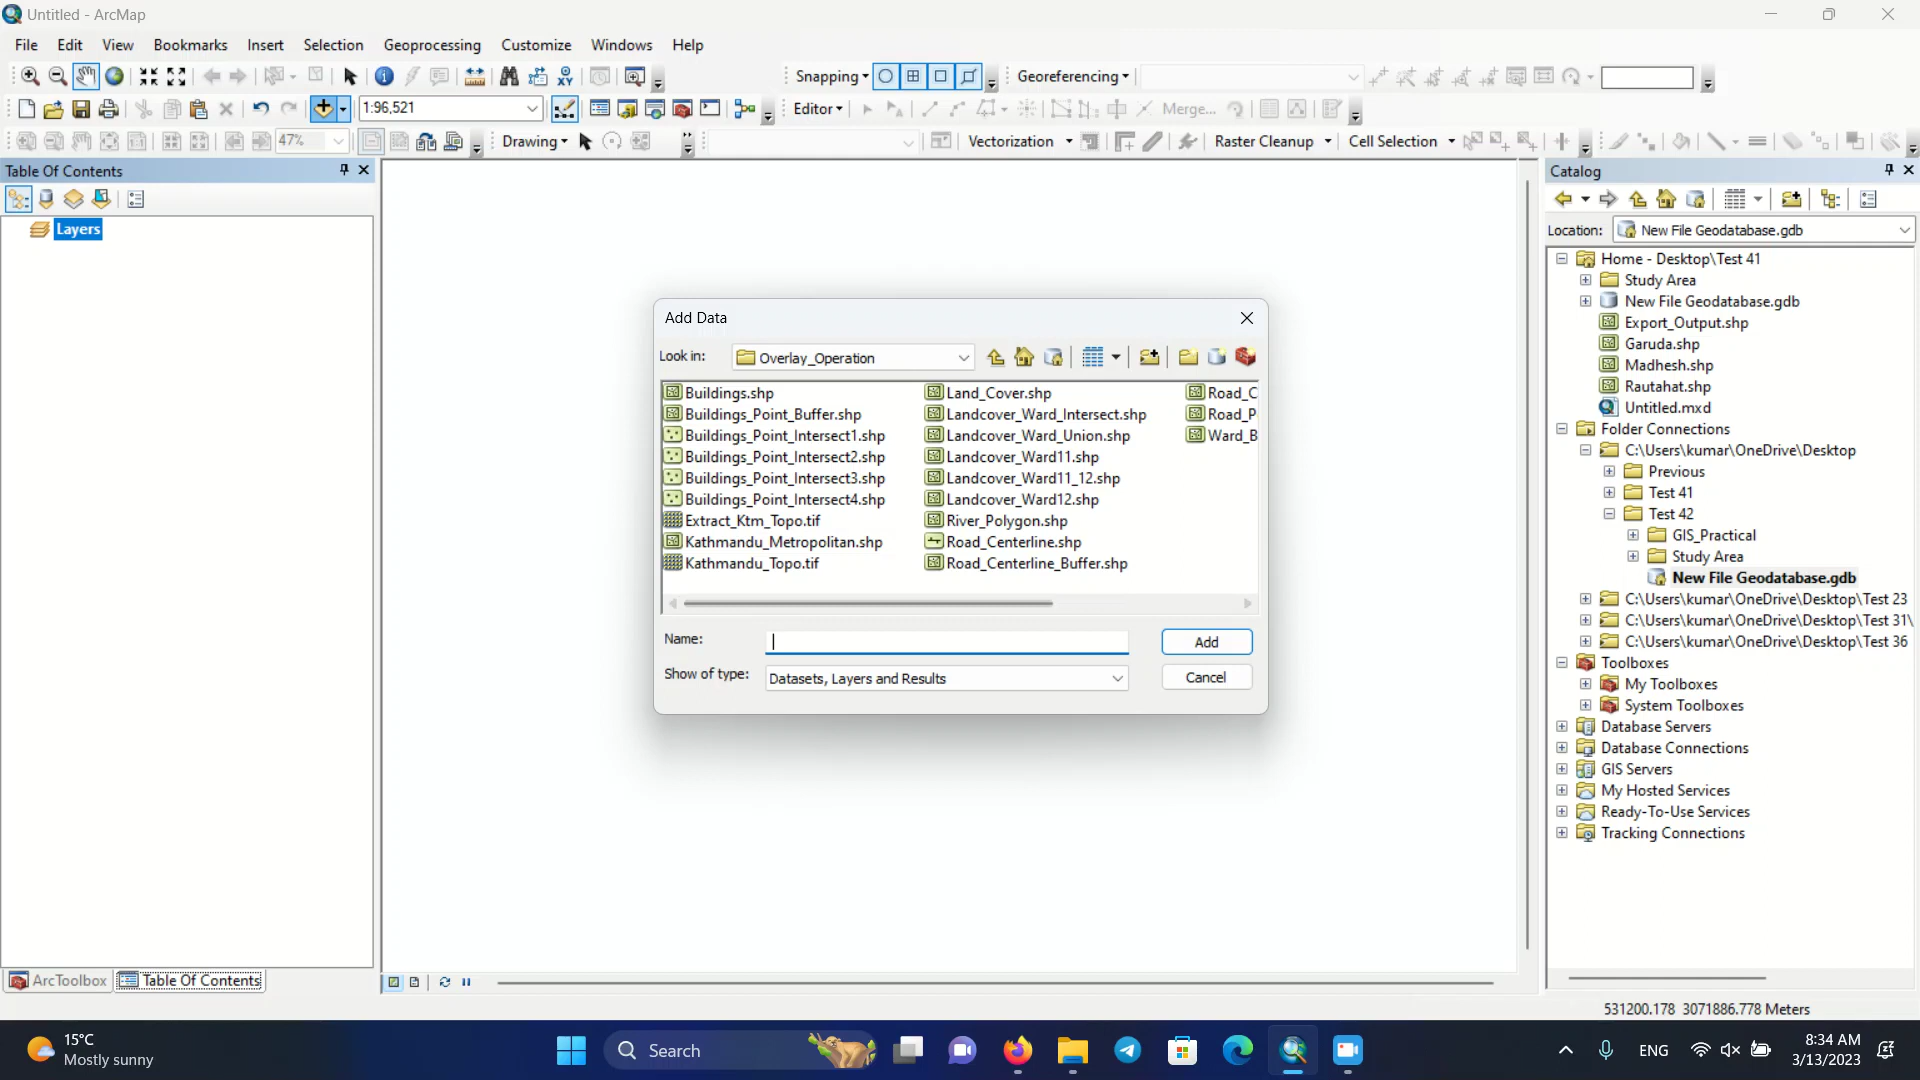 Untitled - ArcMap
File Edit View Bookmarks Insert Selection Geoprocessing Customize Windows Help
Snapping Georeferencing
1:96,521 Editor Merge...
47% Drawing Vectorization Raster Cleanup Cell Selection
Table Of Contents
Layers
Add Data
Look in: Overlay_Operation
Buildings.shp
Buildings_Point_Buffer.shp
Buildings_Point_Intersect1.shp
Buildings_Point_Intersect2.shp
Buildings_Point_Intersect3.shp
Buildings_Point_Intersect4.shp
Extract_Ktm_Topo.tif
Kathmandu_Metropolitan.shp
Kathmandu_Topo.tif
Land_Cover.shp
Landcover_Ward_Intersect.shp
Landcover_Ward_Union.shp
Landcover_Ward11.shp
Landcover_Ward11_12.shp
Landcover_Ward12.shp
River_Polygon.shp
Road_Centerline.shp
Road_Centerline_Buffer.shp
Road_C
Road_P
Ward_B
Name:
Add
Show of type: Datasets, Layers and Results
Cancel
Catalog
Location: New File Geodatabase.gdb
Home - Desktop\Test 41
Study Area
New File Geodatabase.gdb
Export_Output.shp
Garuda.shp
Madhesh.shp
Rautahat.shp
Untitled.mxd
Folder Connections
C:\Users\kumar\OneDrive\Desktop
Previous
Test 41
Test 42
GIS_Practical
Study Area
New File Geodatabase.gdb
C:\Users\kumar\OneDrive\Desktop\Test 23
C:\Users\kumar\OneDrive\Desktop\Test 31\
C:\Users\kumar\OneDrive\Desktop\Test 36
Toolboxes
My Toolboxes
System Toolboxes
Database Servers
Database Connections
GIS Servers
My Hosted Services
Ready-To-Use Services
Tracking Connections
ArcToolbox Table Of Contents
531200.178 3071886.778 Meters
15°C
Mostly sunny
Search
ENG
8:34 AM
3/13/2023